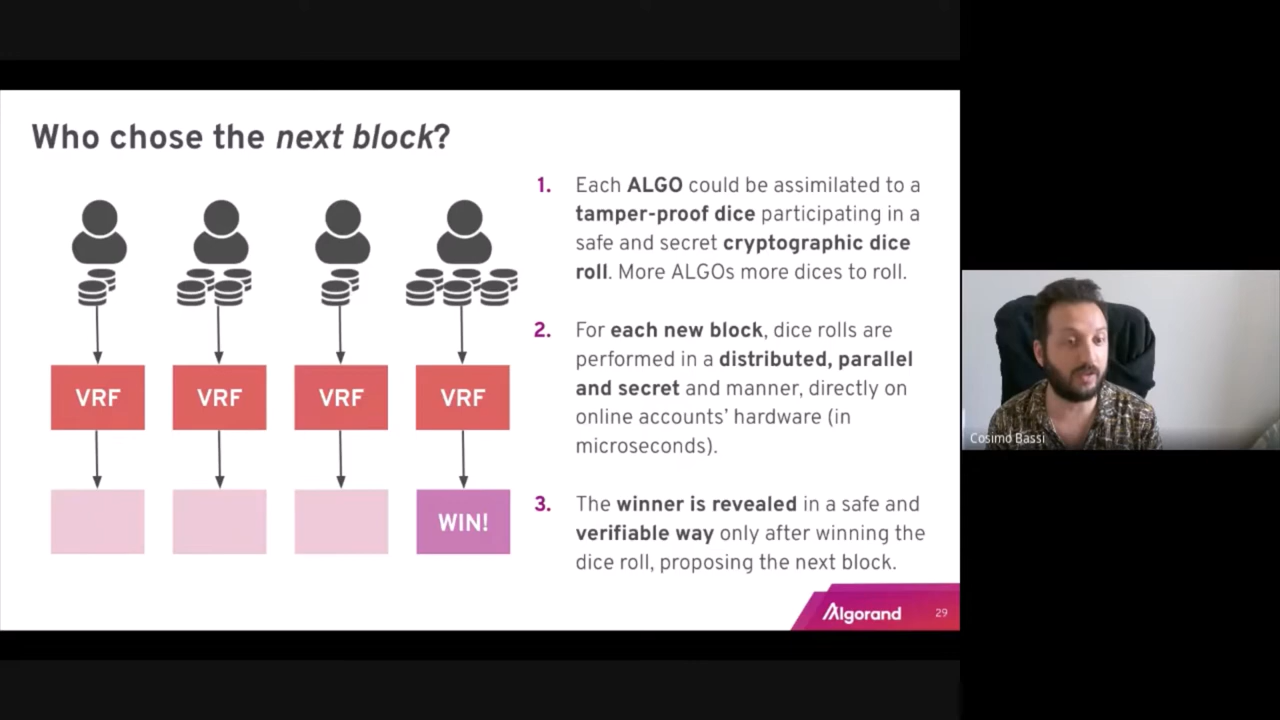 Who chose the next block?
1. Each ALGO could be assimilated to a
tamper-proof dice participating in a
safe and secret cryptographic dice
roll. More ALGOs more dices to roll.
2. For each new block, dice rolls are
performed in a distributed, parallel
and secret and manner, directly on
online accounts’ hardware (in
microseconds).
3. The winner is revealed in a safe and
verifiable way only after winning the
dice roll, proposing the next block.
VRF
VRF
VRF
VRF
WIN!
Algorand
29
Cosimo Bassi